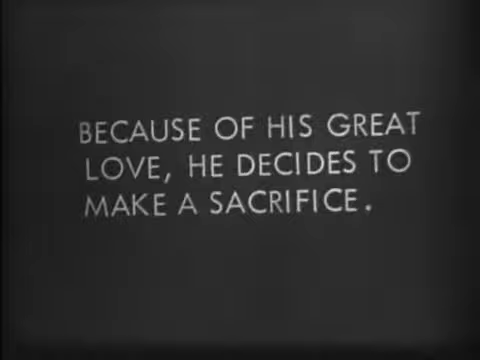 BECAUSE OF HIS GREAT
LOVE, HE DECIDES TO
MAKE A SACRIFICE.